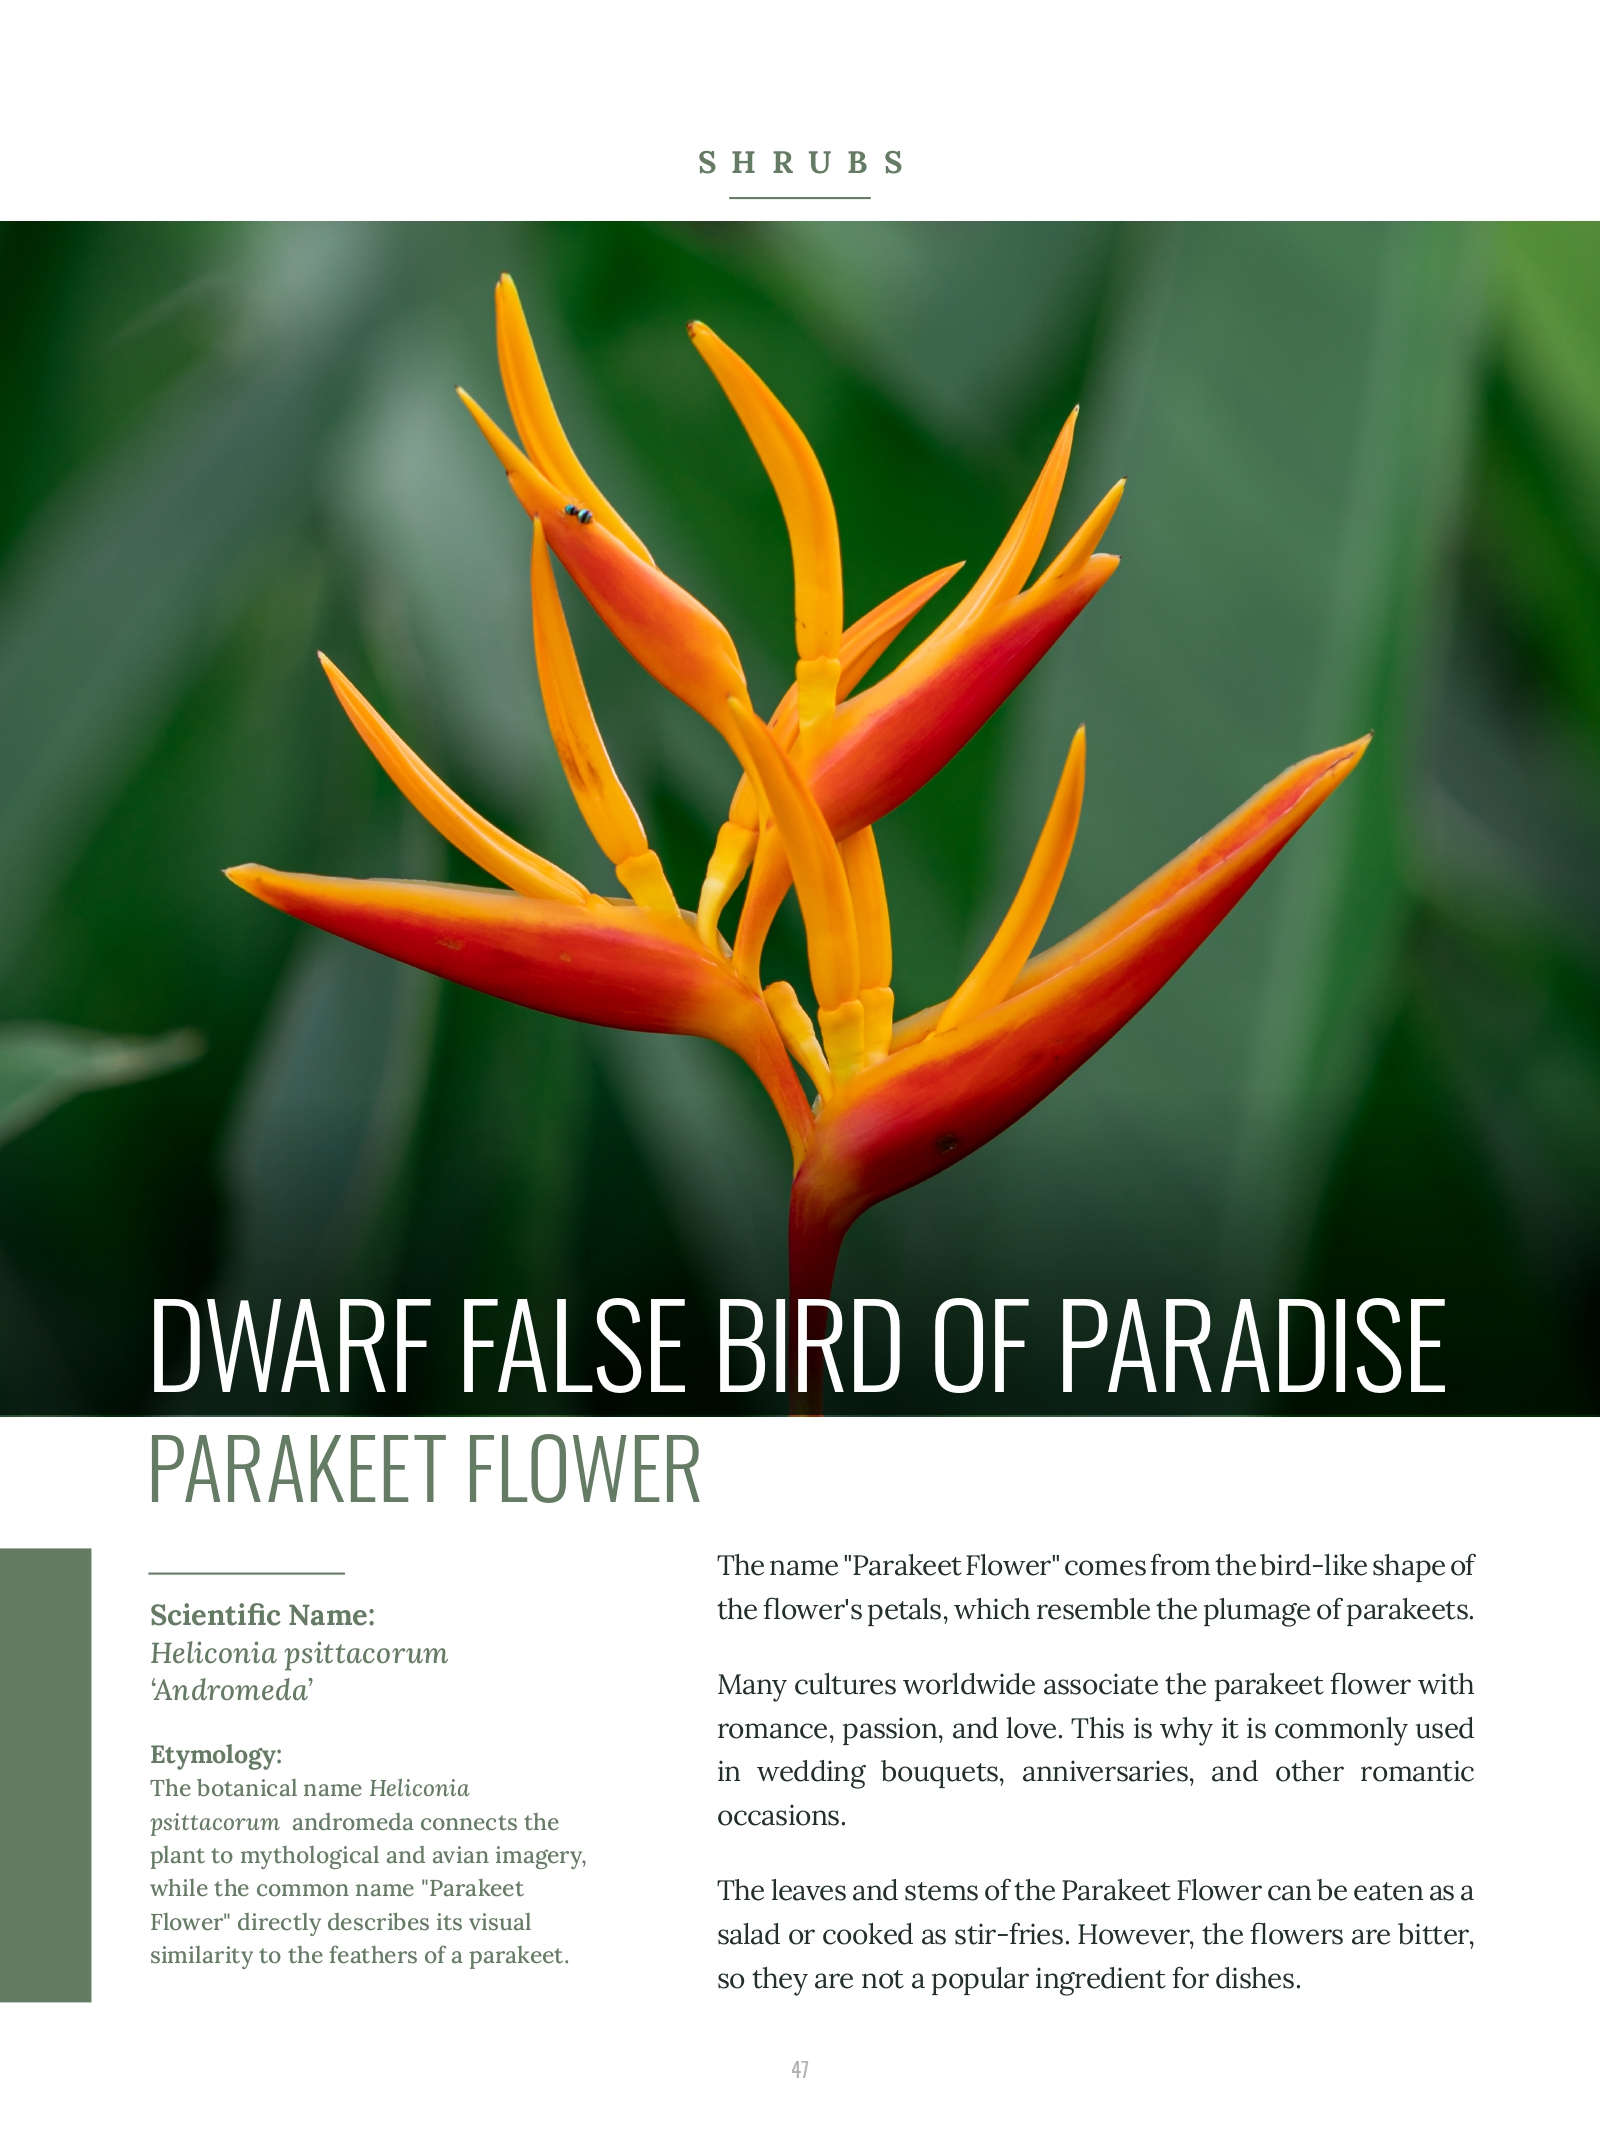 SHRUBS
DWARF FALSE BIRD OF PARADISE
PARAKEET FLOWER
Scientific Name:
Heliconia psittacorum
‘Andromeda’
Etymology:
The botanical name Heliconia
psittacorum andromeda connects the
plant to mythological and avian imagery,
while the common name "Parakeet
Flower" directly describes its visual
similarity to the feathers of a parakeet.
The name "Parakeet Flower" comes from the bird-like shape of
the flower's petals, which resemble the plumage of parakeets.
Many cultures worldwide associate the parakeet flower with
romance, passion, and love. This is why it is commonly used
in wedding bouquets, anniversaries, and other romantic
occasions.
The leaves and stems of the Parakeet Flower can be eaten as a
salad or cooked as stir-fries. However, the flowers are bitter,
so they are not a popular ingredient for dishes.
47